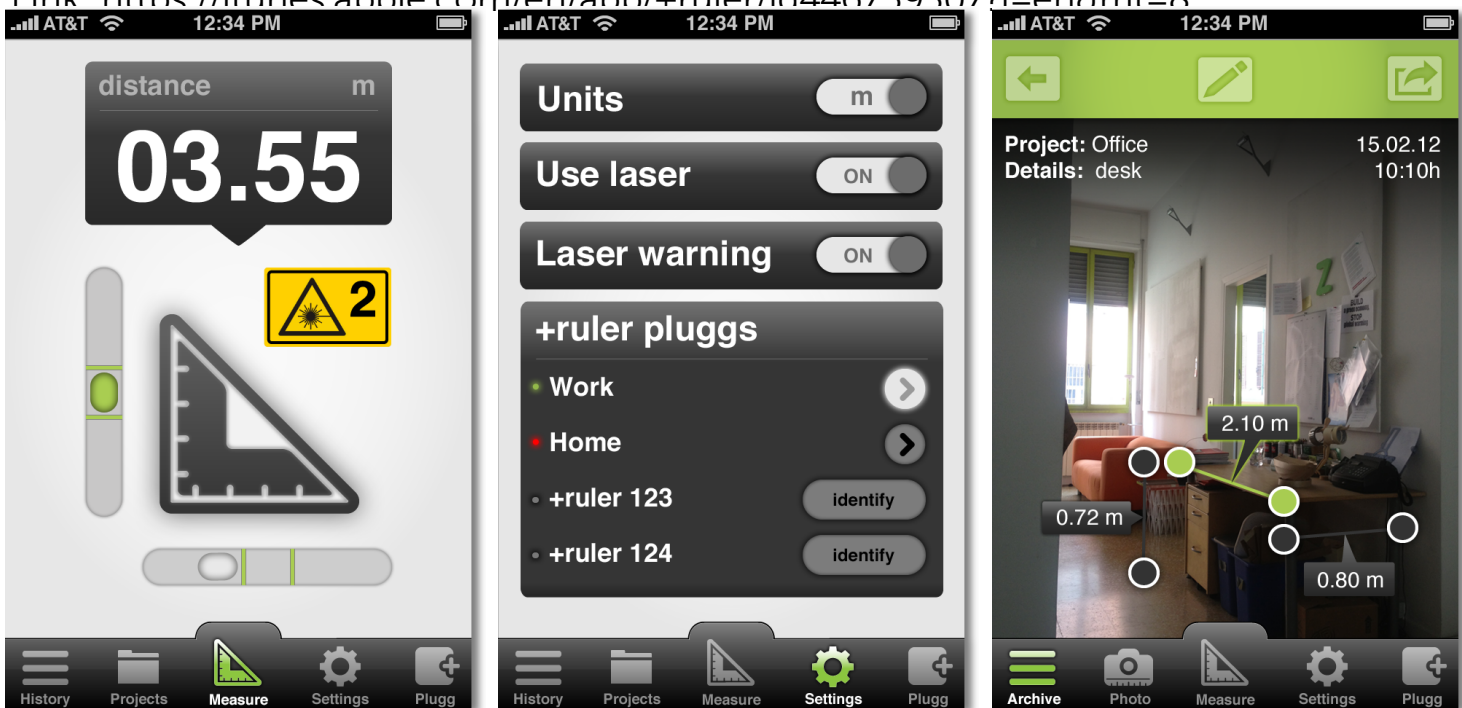 AT&T 12:34 PM
distance m
03.55
2
History Projects Measure Settings Plugg
AT&T 12:34 PM
Units m
Use laser ON
Laser warning ON
+ruler pluggs
Work
Home
+ruler 123 identify
+ruler 124 identify
History Projects Measure Settings Plugg
AT&T 12:34 PM
Project: Office 15.02.12
Details: desk 10:10h
Z
STOP
2.10 m
0.72 m
0.80 m
Archive Photo Measure Settings Plugg